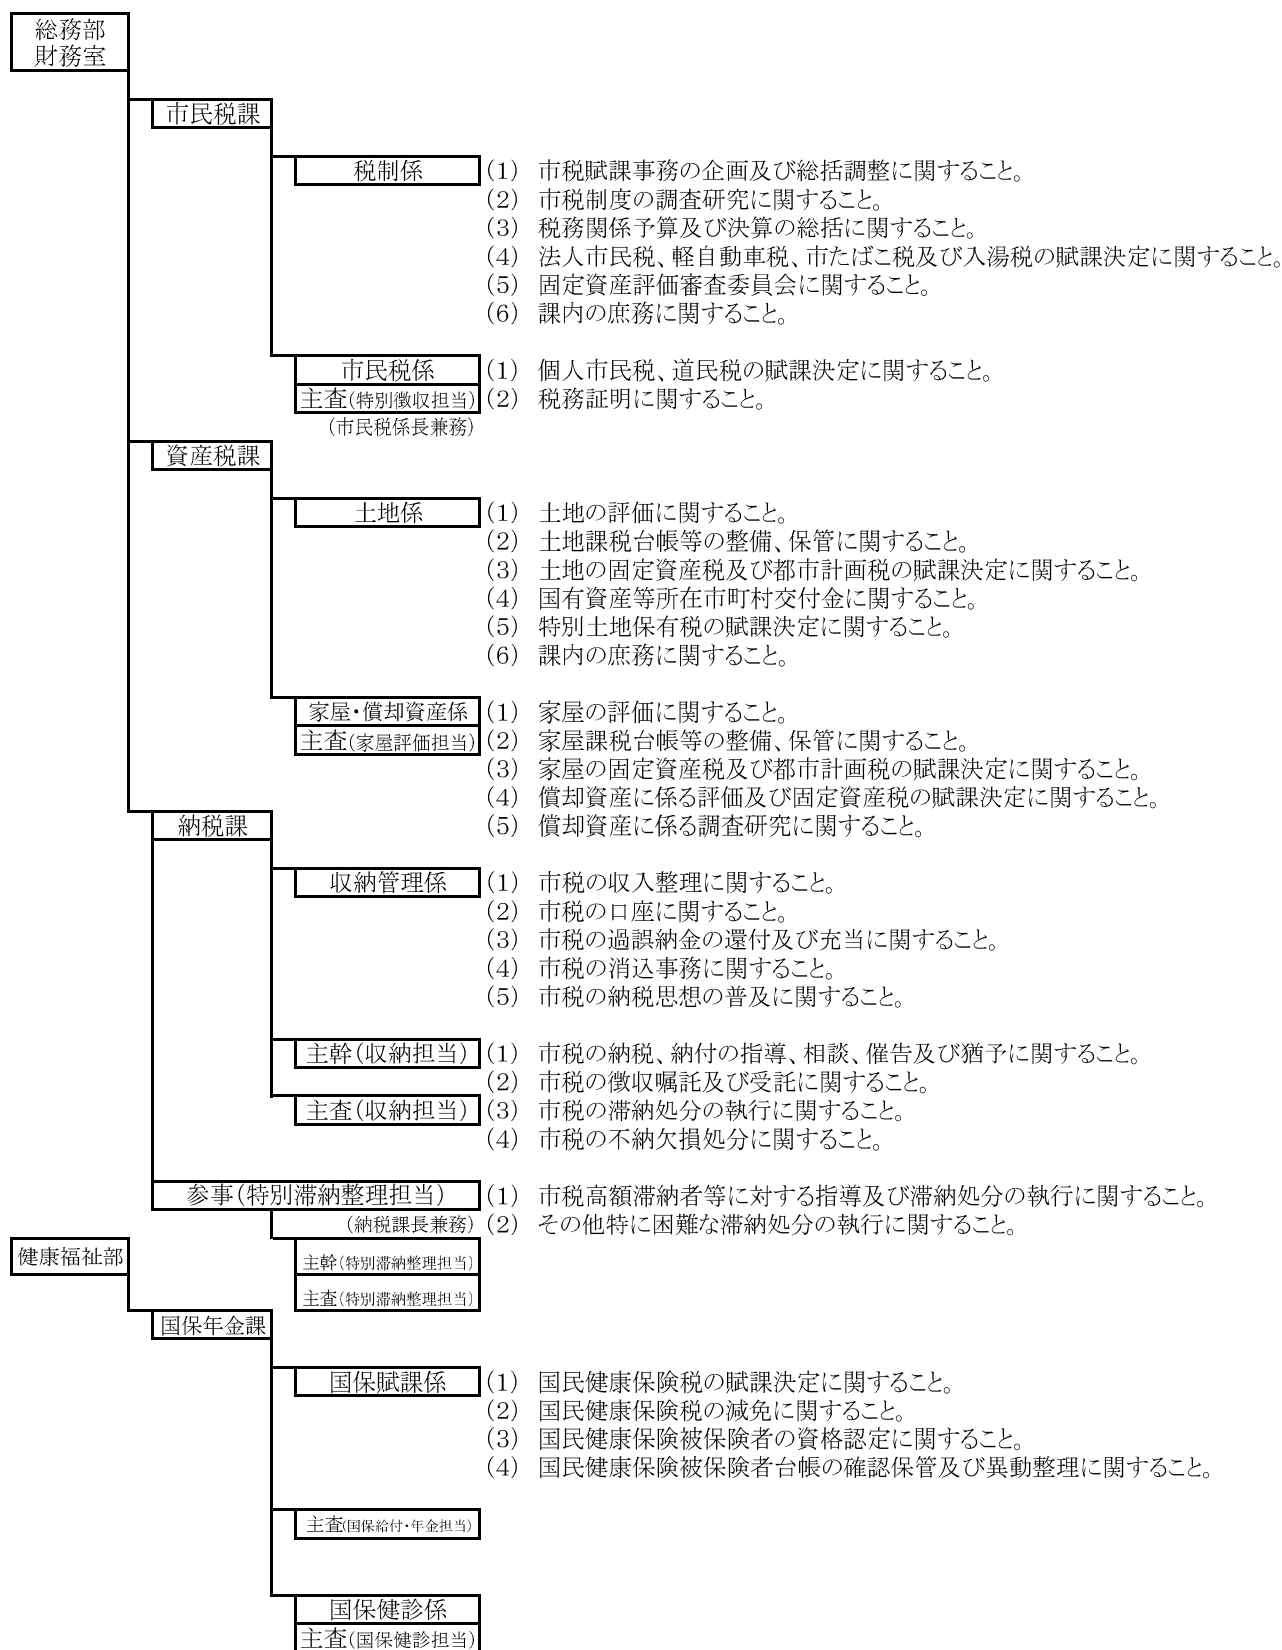 総務部
財務室
市民税課
税制係 (1) 市税賦課事務の企画及び総括調整に関すること。
(2) 市税制度の調査研究に関すること。
(3) 税務関係予算及び決算の総括に関すること。
(4) 法人市民税、軽自動車税、市たばこ税及び入湯税の賦課決定に関すること。
(5) 固定資産評価審査委員会に関すること。
(6) 課内の庶務に関すること。
市民税係 (1) 個人市民税、道民税の賦課決定に関すること。
主査(特別徴収担当) (2) 税務証明に関すること。
(市民税係長兼務)
資産税課
土地係 (1) 土地の評価に関すること。
(2) 土地課税台帳等の整備、保管に関すること。
(3) 土地の固定資産税及び都市計画税の賦課決定に関すること。
(4) 国有資産等所在市町村交付金に関すること。
(5) 特別土地保有税の賦課決定に関すること。
(6) 課内の庶務に関すること。
家屋・償却資産係 (1) 家屋の評価に関すること。
主査(家屋評価担当) (2) 家屋課税台帳等の整備、保管に関すること。
(3) 家屋の固定資産税及び都市計画税の賦課決定に関すること。
(4) 償却資産に係る評価及び固定資産税の賦課決定に関すること。
納税課 (5) 償却資産に係る調査研究に関すること。
収納管理係 (1) 市税の収入整理に関すること。
(2) 市税の口座に関すること。
(3) 市税の過誤納金の還付及び充当に関すること。
(4) 市税の消込事務に関すること。
(5) 市税の納税思想の普及に関すること。
主幹(収納担当) (1) 市税の納税、納付の指導、相談、催告及び猶予に関すること。
(2) 市税の徴収嘱託及び受託に関すること。
主査(収納担当) (3) 市税の滞納処分の執行に関すること。
(4) 市税の不納欠損処分に関すること。
参事(特別滞納整理担当) (1) 市税高額滞納者等に対する指導及び滞納処分の執行に関すること。
(納税課長兼務) (2) その他特に困難な滞納処分の執行に関すること。
健康福祉部 主幹(特別滞納整理担当)
主査(特別滞納整理担当)
国保年金課
国保賦課係 (1) 国民健康保険税の賦課決定に関すること。
(2) 国民健康保険税の減免に関すること。
(3) 国民健康保険被保険者の資格認定に関すること。
(4) 国民健康保険被保険者台帳の確認保管及び異動整理に関すること。
主査(国保給付・年金担当)
国保健診係
主査(国保健診担当)